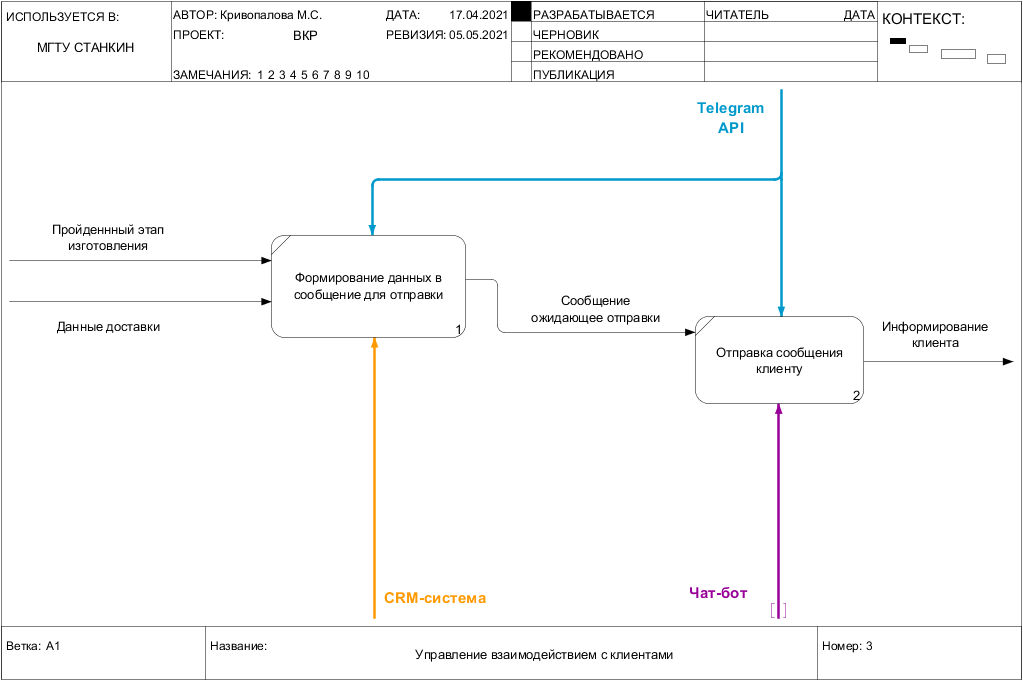 ИСПОЛЬЗУЕТСЯ В:
МГТУ СТАНКИН
АВТОР: Кривопалова М.С.
ДАТА: 17.04.2021
ПРОЕКТ: ВКР
РЕВИЗИЯ: 05.05.2021
ЗАМЕЧАНИЯ: 1 2 3 4 5 6 7 8 9 10
РАЗРАБАТЫВАЕТСЯ
ЧЕРНОВИК
РЕКОМЕНДОВАНО
ПУБЛИКАЦИЯ
ЧИТАТЕЛЬ ДАТА
КОНТЕКСТ:
Telegram
API
Пройденнный этап
изготовления
Данные доставки
Формирование данных в
сообщение для отправки
1
Сообщение
ожидающее отправки
Отправка сообщения
клиенту
2
Информирование
клиента
CRM-система
Чат-бот
Ветка: A1
Название:
Управление взаимодействием с клиентами
Номер: 3